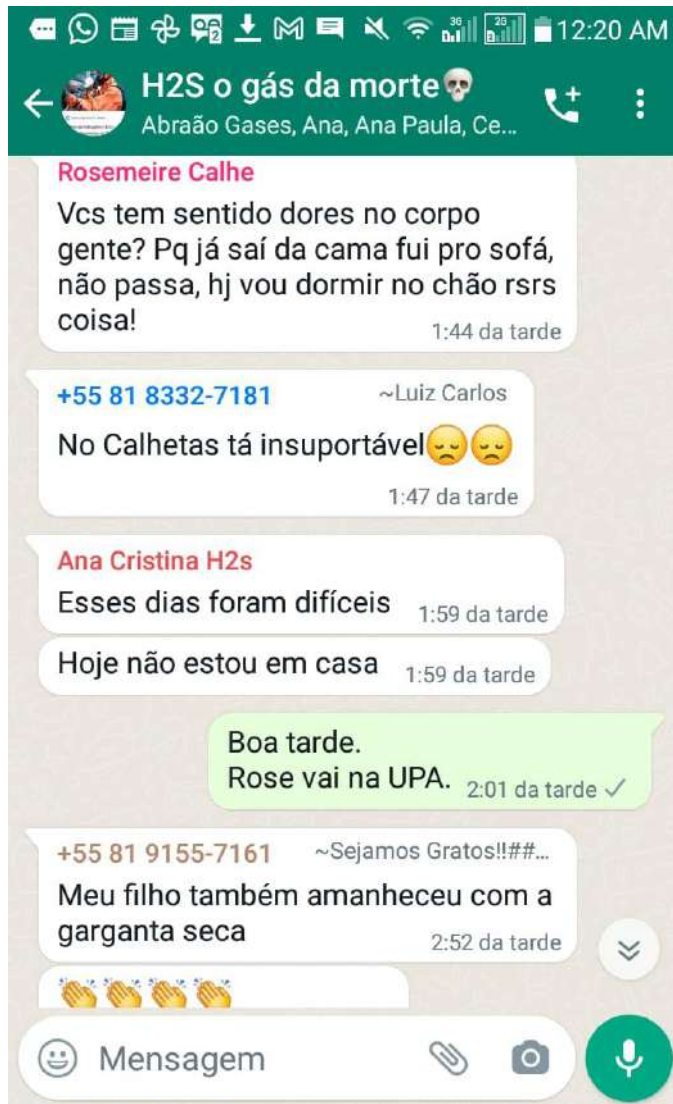 12:20 AM
H2S o gás da morte💀
Abraão Gases, Ana, Ana Paula, Ce...
Rosemeire Calhe
Vcs tem sentido dores no corpo
gente? Pq já saí da cama fui pro sofá,
não passa, hj vou dormir no chão rsrs
coisa!
1:44 da tarde
+55 81 8332-7181 ~Luiz Carlos
No Calhetas tá insuportável😞😞
1:47 da tarde
Ana Cristina H2s
Esses dias foram difíceis 1:59 da tarde
Hoje não estou em casa 1:59 da tarde
Boa tarde.
Rose vai na UPA. 2:01 da tarde
+55 81 9155-7161 ~Sejamos Gratos!!##...
Meu filho também amanheceu com a
garganta seca
2:52 da tarde
👏👏👏👏
Mensagem